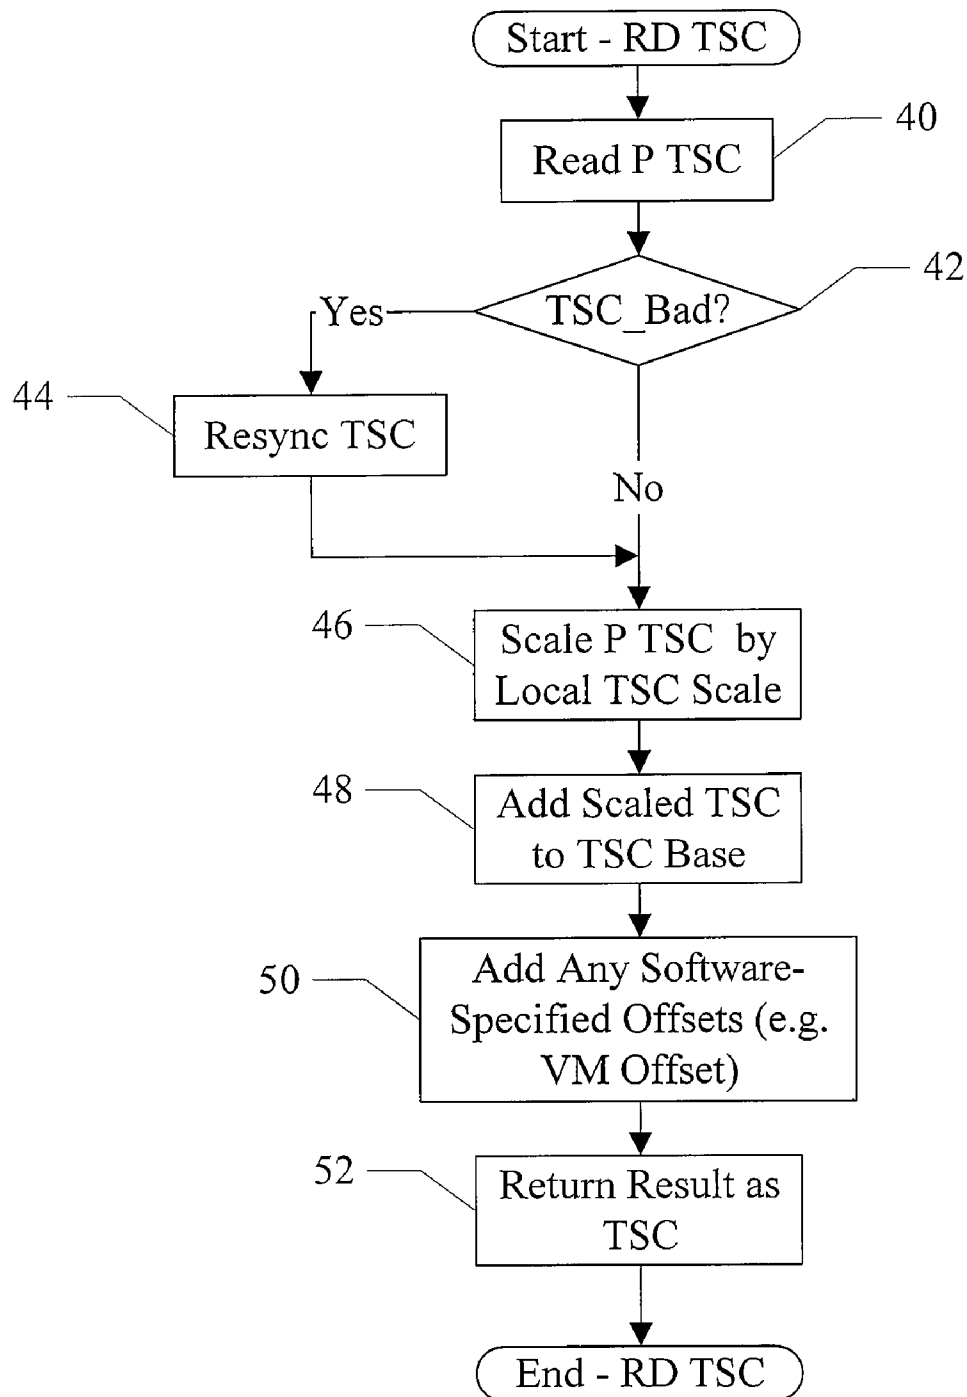 Start - RD TSC
40
Read P TSC
42
TSC_Bad?
Yes
44
Resync TSC
No
46
Scale P TSC by
Local TSC Scale
48
Add Scaled TSC
to TSC Base
50
Add Any Software-
Specified Offsets (e.g.
VM Offset)
52
Return Result as
TSC
End - RD TSC